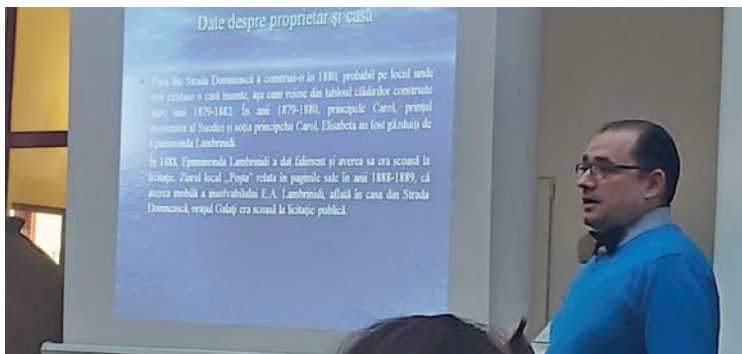 Date despre proprietar și casă
Casa din Strada Domnească a construit-o în 1880, probabil pe locul unde
mai existase o casă înainte, așa cum reiese din tabloul clădirilor construite
între anii 1879-1882. În anii 1879-1880, principele Carol, prințul
moștenitor al Suediei și soția principelui Carol, Elisabeta au fost găzduiți de
Epaminonda Lambrinidi.
În 1888, Epaminonda Lambrinidi a dat faliment și averea sa era scoasă la
licitație. Ziarul local „Poșta” relata în paginile sale în anii 1888-1889, că
averea mobilă a insolvabilului E.A. Lambrinidi, aflată în casa din Strada
Domnească, orașul Galați era scoasă la licitație publică.